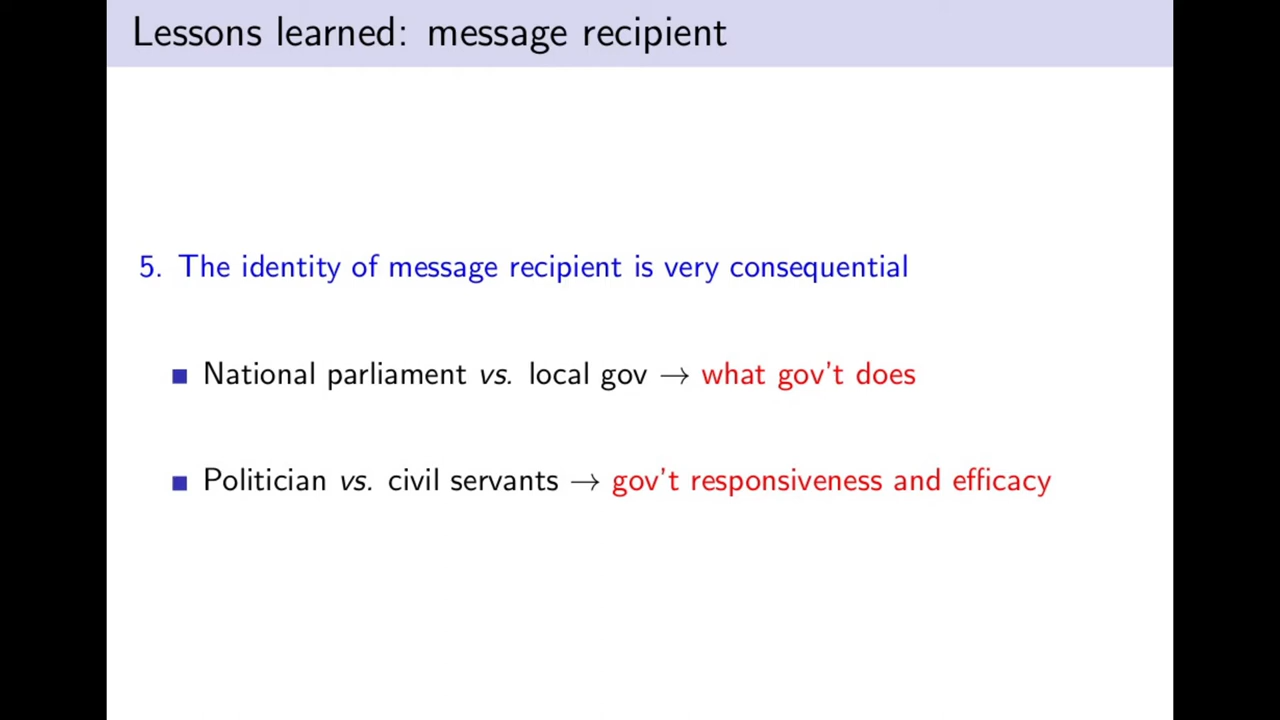 Lessons learned: message recipient
5. The identity of message recipient is very consequential
National parliament vs. local gov → what gov't does
Politician vs. civil servants → gov't responsiveness and efficacy